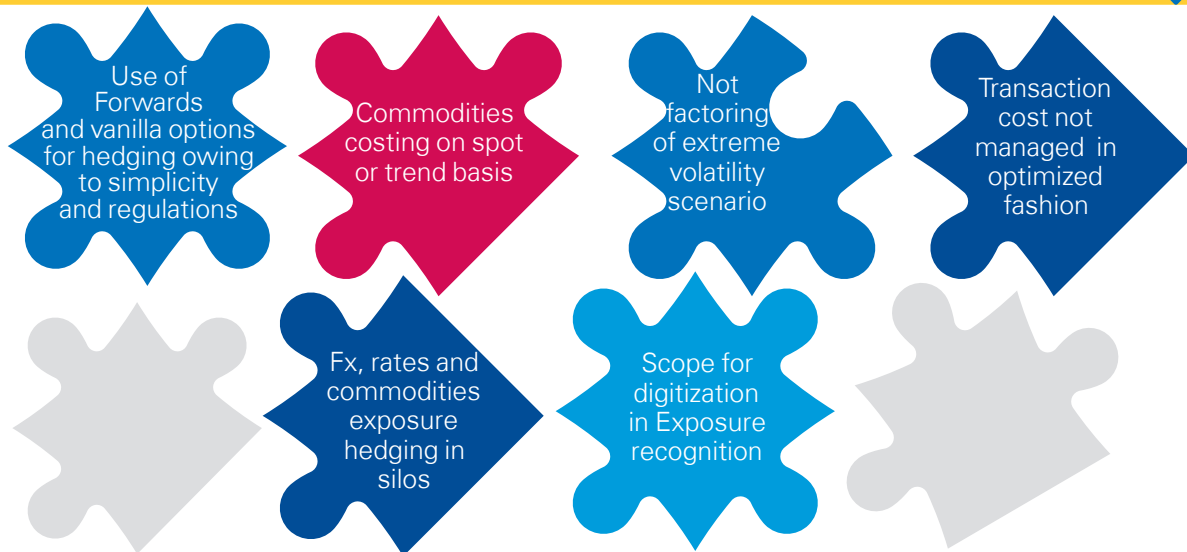 Use of
Forwards
and vanilla options
for hedging owing
to simplicity
and regulations
Commodities
costing on spot
or trend basis
Not
factoring
of extreme
volatility
scenario
Transaction
cost not
managed in
optimized
fashion
Fx, rates and
commodities
exposure
hedging in
silos
Scope for
digitization
in Exposure
recognition